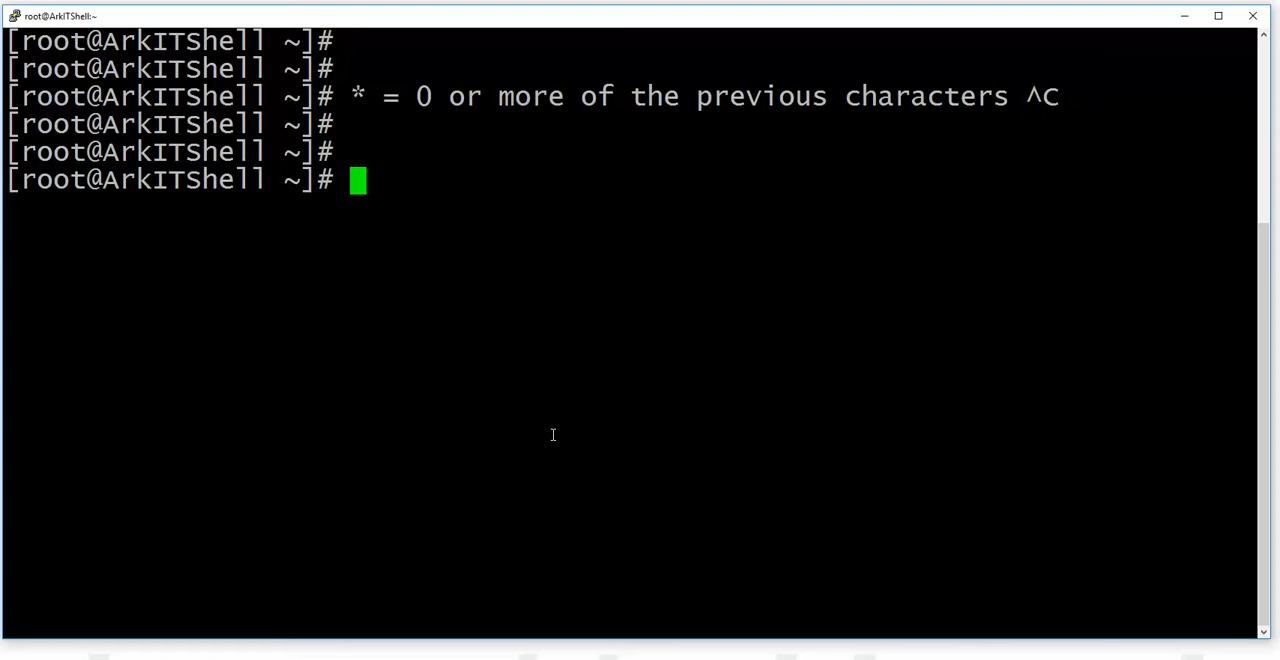 root@ArkITShell:~
[root@ArkITShell ~]#
[root@ArkITShell ~]#
[root@ArkITShell ~]# * = 0 or more of the previous characters ^C
[root@ArkITShell ~]#
[root@ArkITShell ~]#
[root@ArkITShell ~]#